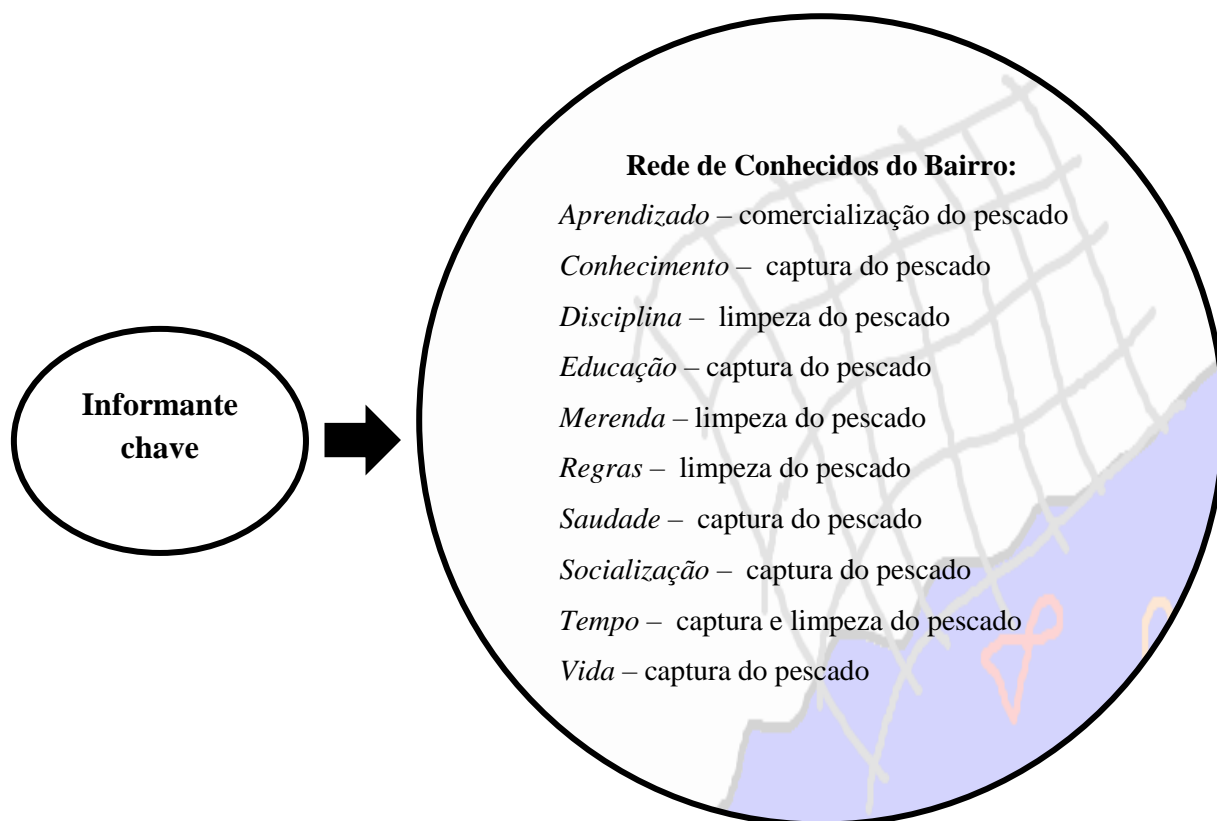 Rede de Conhecidos do Bairro:
Aprendizado – comercialização do pescado
Conhecimento – captura do pescado
Disciplina – limpeza do pescado
Educação – captura do pescado
Merenda – limpeza do pescado
Regras – limpeza do pescado
Saudade – captura do pescado
Socialização – captura do pescado
Tempo – captura e limpeza do pescado
Vida – captura do pescado
Informante
chave